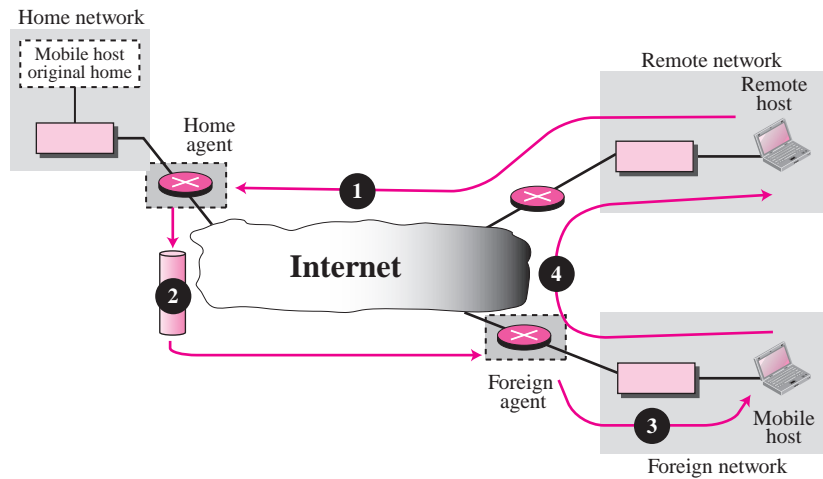 Home network
Mobile host
original home
Home
agent
Remote network
Remote
host
1
Internet
2
4
3
Foreign
agent
Mobile
host
Foreign network